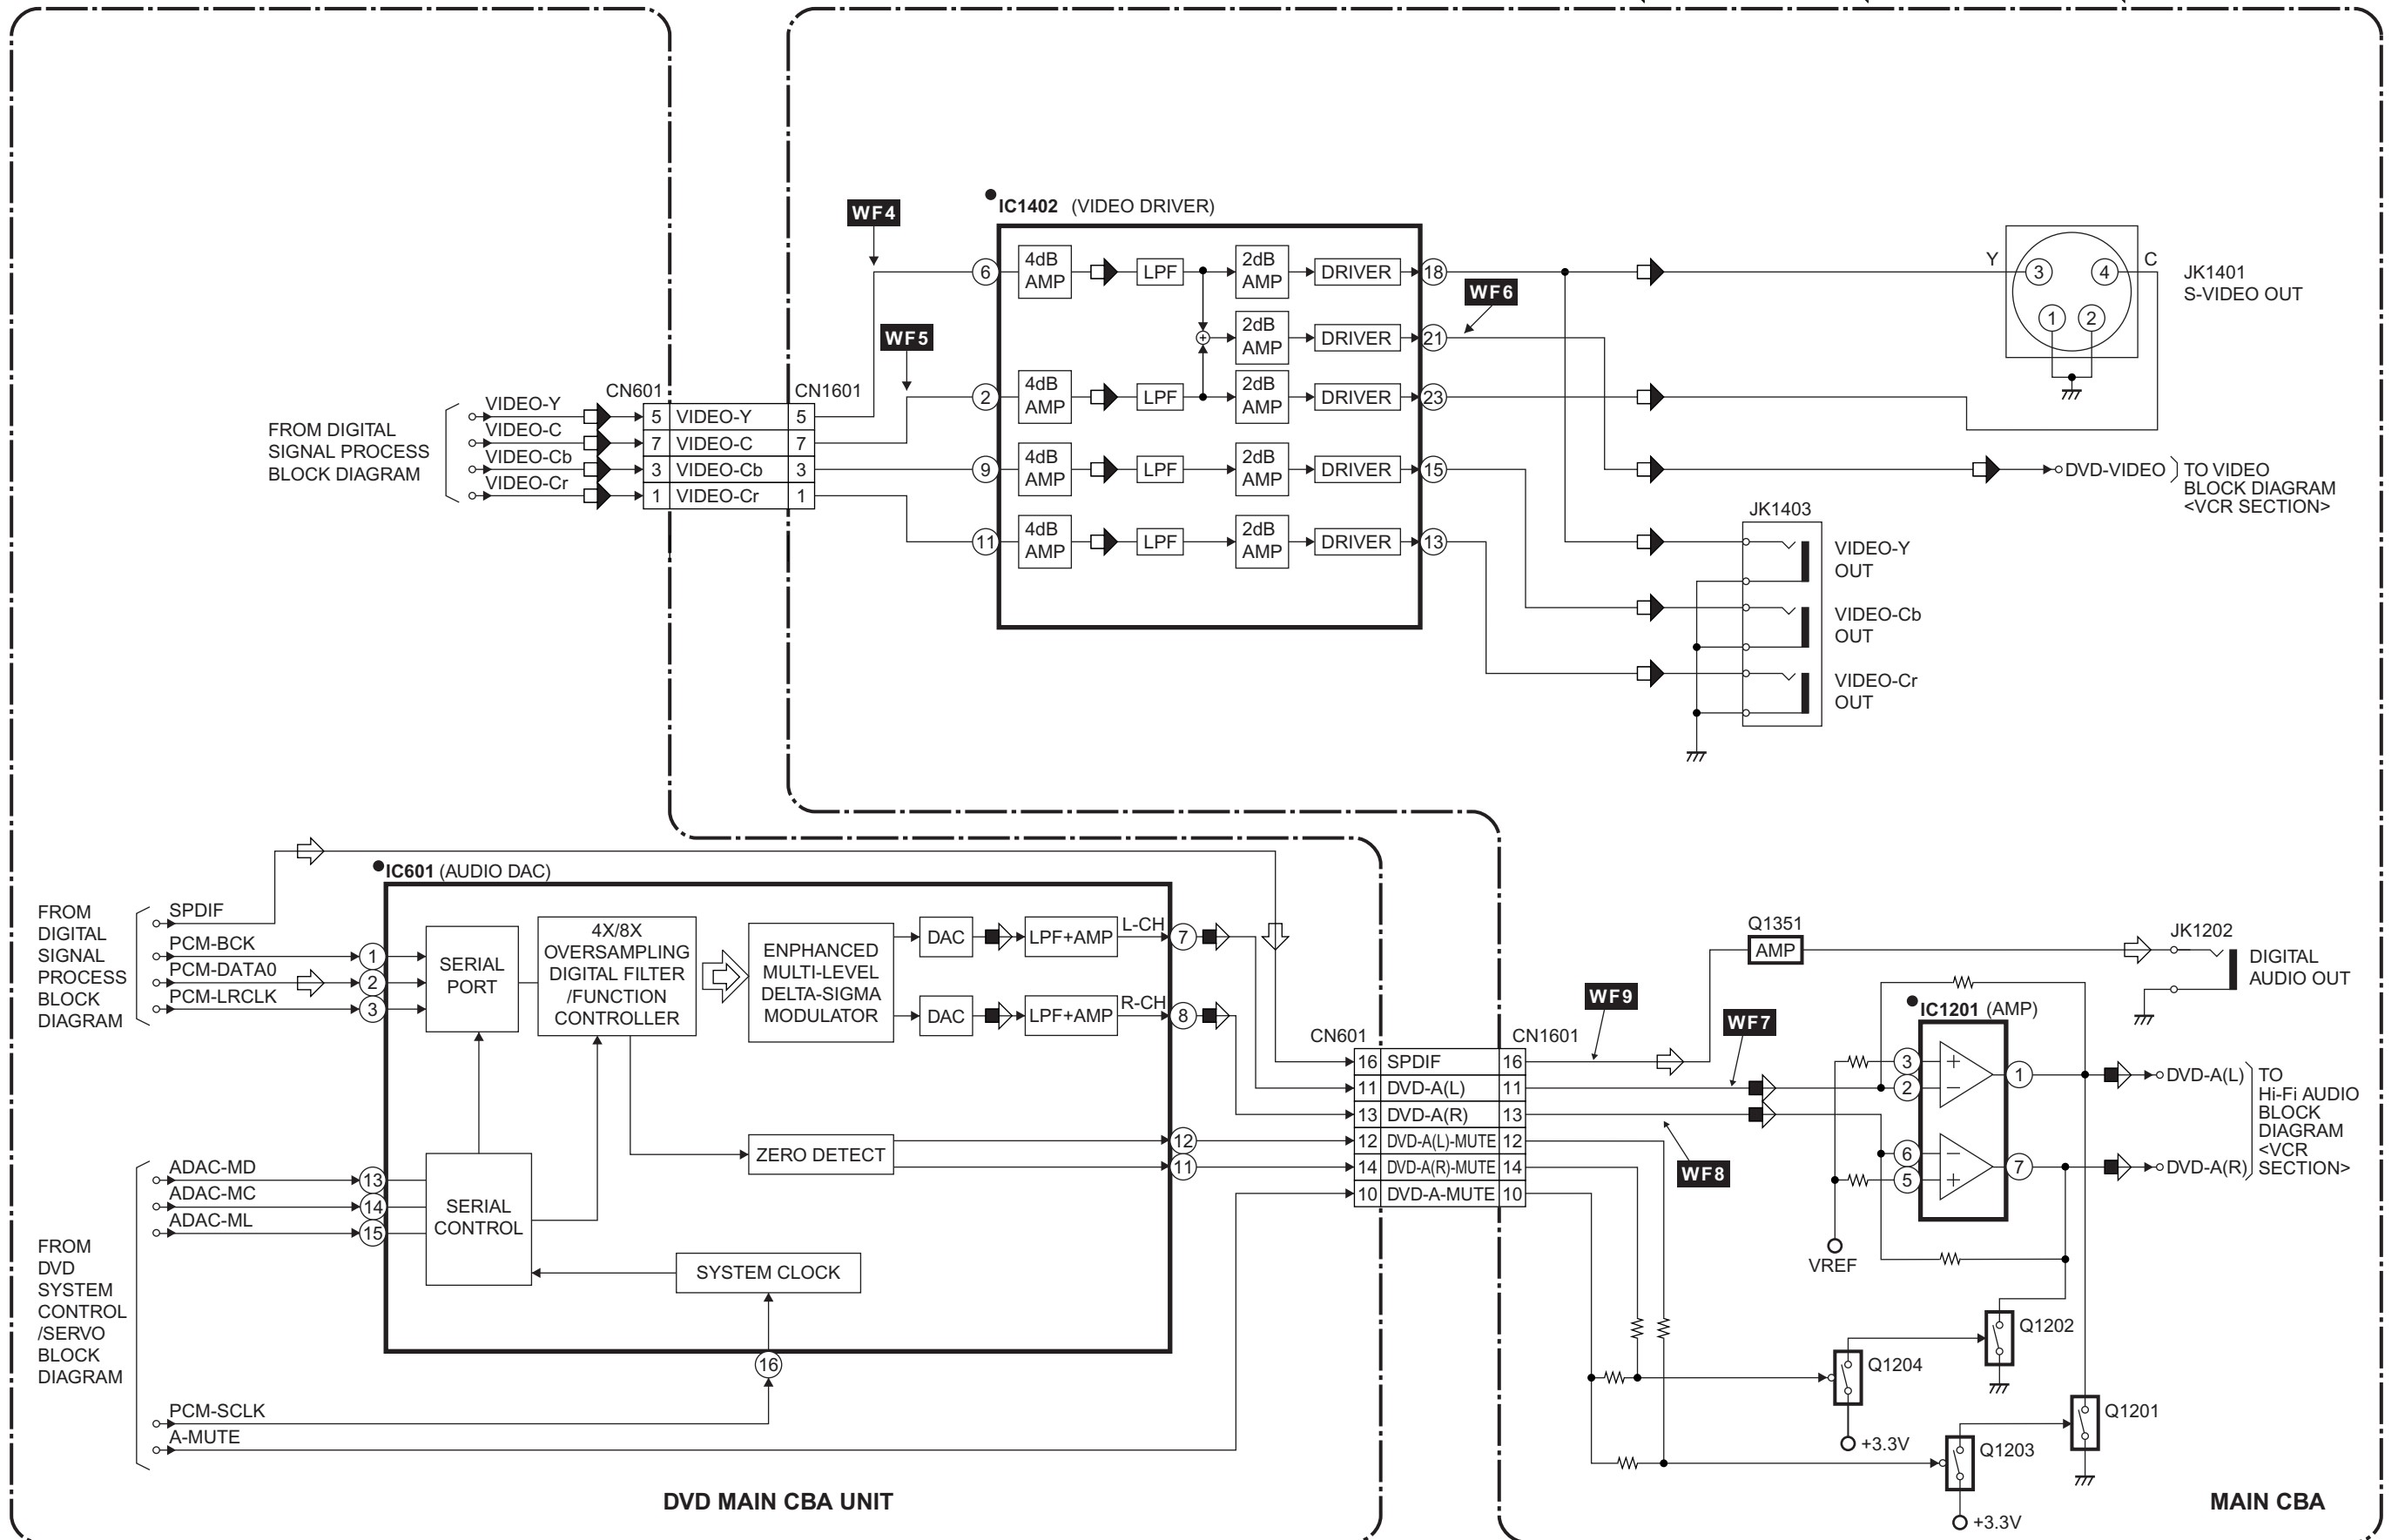 WF4
IC1402 (VIDEO DRIVER)
6
4dB
AMP
LPF
2dB
AMP
DRIVER
18
WF6
Y
3
4
C
1
2
JK1401
S-VIDEO OUT
WF5
2dB
AMP
DRIVER
21
2
4dB
AMP
LPF
2dB
AMP
DRIVER
23
FROM DIGITAL
SIGNAL PROCESS
BLOCK DIAGRAM
VIDEO-Y
VIDEO-C
VIDEO-Cb
VIDEO-Cr
CN601
CN1601
5 VIDEO-Y 5
7 VIDEO-C 7
3 VIDEO-Cb 3
1 VIDEO-Cr 1
9
4dB
AMP
LPF
2dB
AMP
DRIVER
15
11
4dB
AMP
LPF
2dB
AMP
DRIVER
13
DVD-VIDEO
TO VIDEO
BLOCK DIAGRAM
<VCR SECTION>
JK1403
VIDEO-Y
OUT
VIDEO-Cb
OUT
VIDEO-Cr
OUT
IC601 (AUDIO DAC)
FROM
DIGITAL
SIGNAL
PROCESS
BLOCK
DIAGRAM
SPDIF
PCM-BCK
PCM-DATA0
PCM-LRCLK
1
2
3
SERIAL
PORT
4X/8X
OVERSAMPLING
DIGITAL FILTER
/FUNCTION
CONTROLLER
ENPHANCED
MULTI-LEVEL
DELTA-SIGMA
MODULATOR
DAC
LPF+AMP
L-CH
7
DAC
LPF+AMP
R-CH
8
ZERO DETECT
12
11
FROM
DVD
SYSTEM
CONTROL
/SERVO
BLOCK
DIAGRAM
ADAC-MD
ADAC-MC
ADAC-ML
13
14
15
SERIAL
CONTROL
SYSTEM CLOCK
16
PCM-SCLK
A-MUTE
CN601
CN1601
16 SPDIF 16
11 DVD-A(L) 11
13 DVD-A(R) 13
12 DVD-A(L)-MUTE 12
14 DVD-A(R)-MUTE 14
10 DVD-A-MUTE 10
WF9
WF7
WF8
Q1351
AMP
JK1202
DIGITAL
AUDIO OUT
IC1201 (AMP)
3
+
2
−
1
6
−
5
+
7
VREF
DVD-A(L)
DVD-A(R)
TO
Hi-Fi AUDIO
BLOCK
DIAGRAM
<VCR
SECTION>
Q1202
Q1204
+3.3V
Q1201
Q1203
+3.3V
DVD MAIN CBA UNIT
MAIN CBA